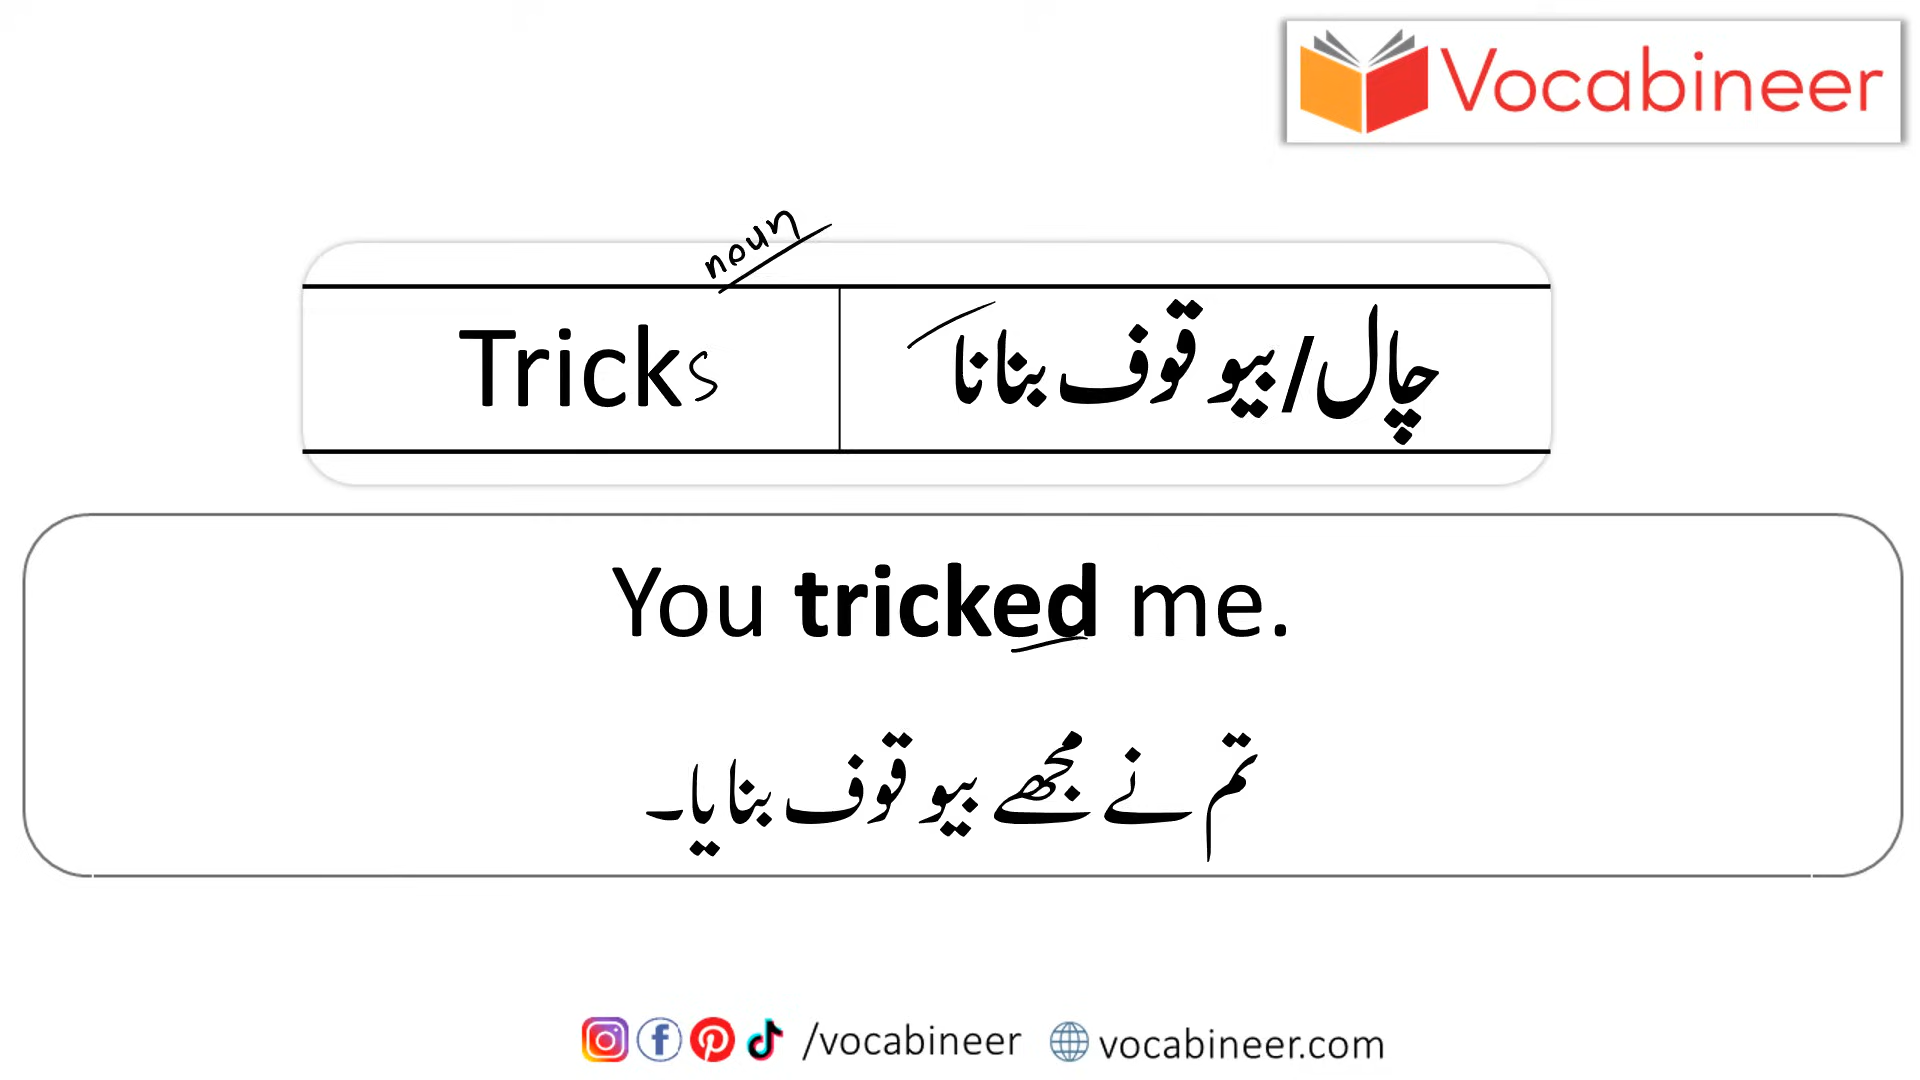 Vocabineer
noun
Tricks
چال/بیوقوف بنانا
You tricked me.
تم نے مجھے بیوقوف بنایا۔
/vocabineer
vocabineer.com